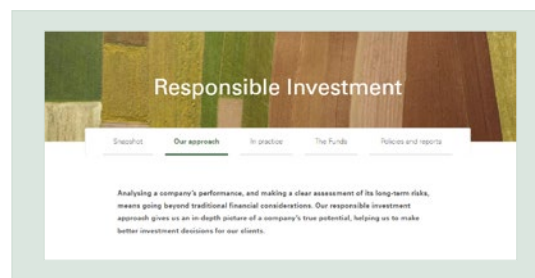 Responsible Investment
Snapshot Our approach In practice The Funds Policies and reports
Analysing a company's performance, and making a clear assessment of its long-term risks,
means going beyond traditional financial considerations. Our responsible investment
approach gives us an in-depth picture of a company's true potential, helping us to make
better investment decisions for our clients.